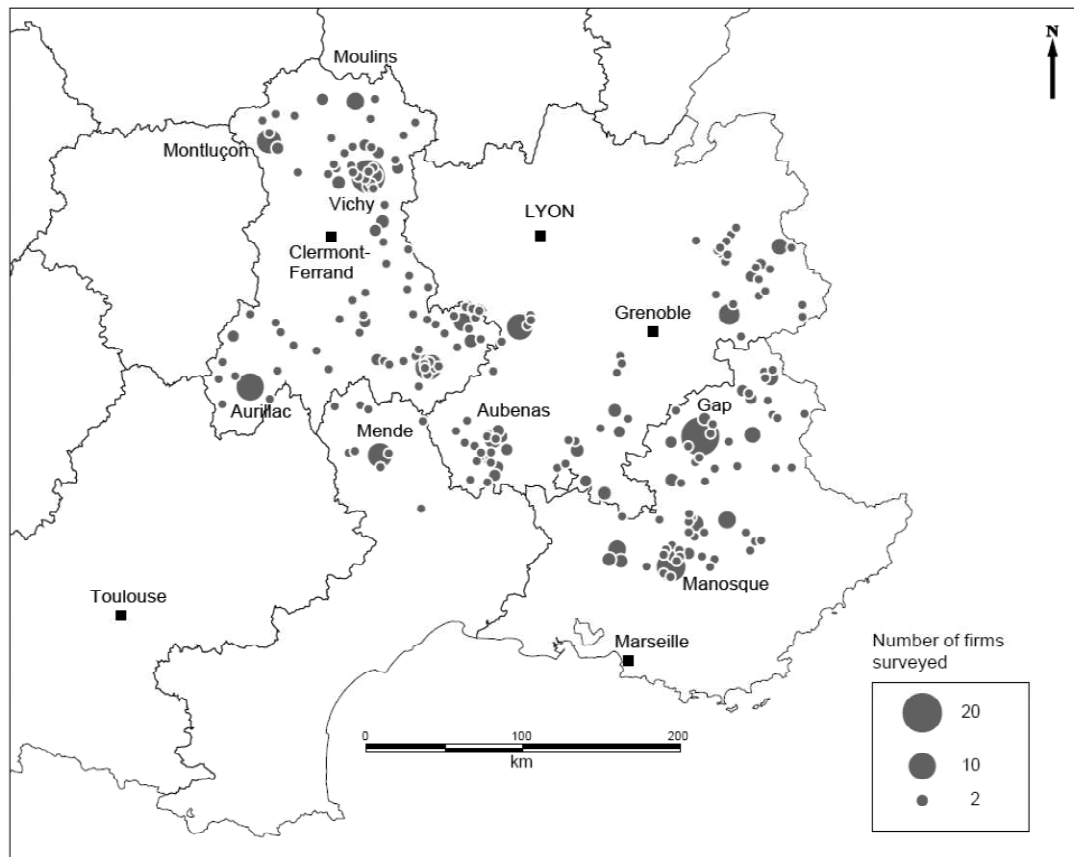 N
Moulins
Montluçon
Vichy
LYON
Clermont-
Ferrand
Grenoble
Aurillac
Mende
Aubenas
Gap
Toulouse
Manosque
Marseille
Number of firms
surveyed
20
10
2
0 100 200
km